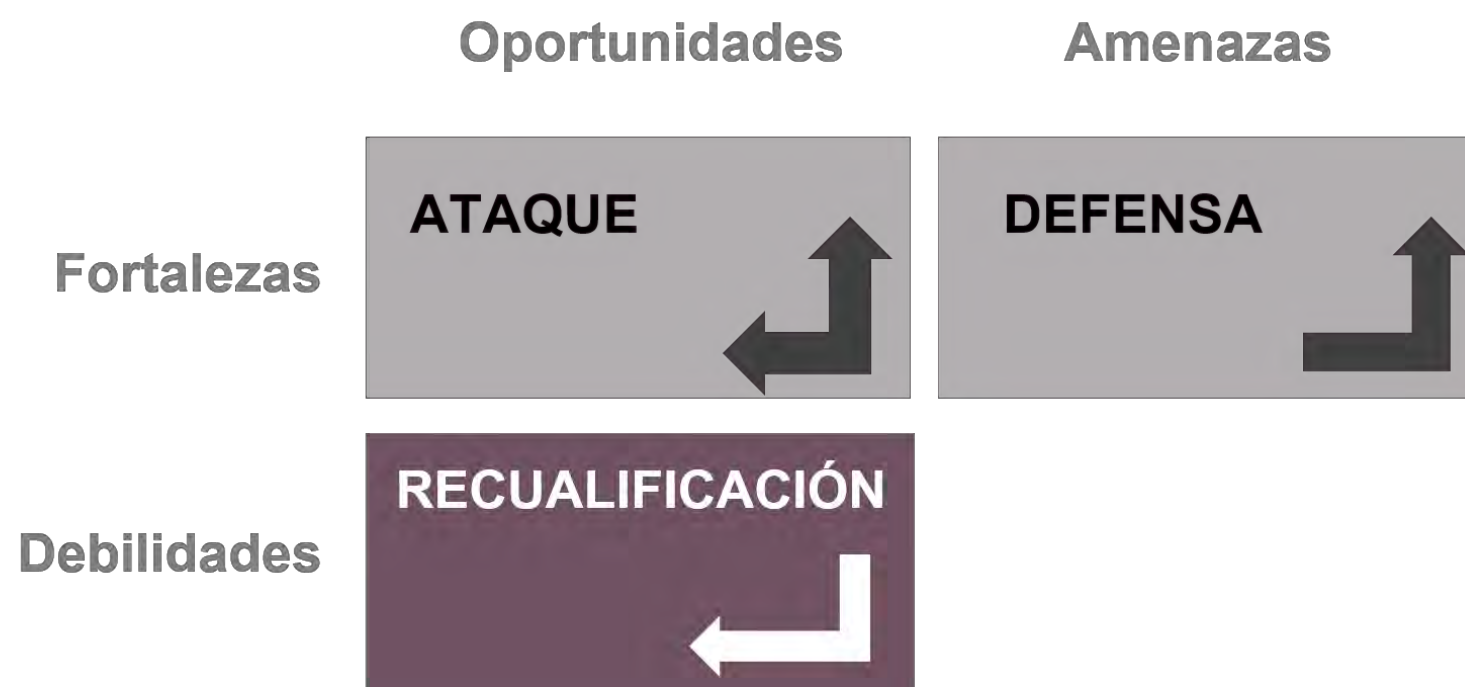 Oportunidades Amenazas
ATAQUE DEFENSA
Fortalezas
RECUALIFICACIÓN
Debilidades